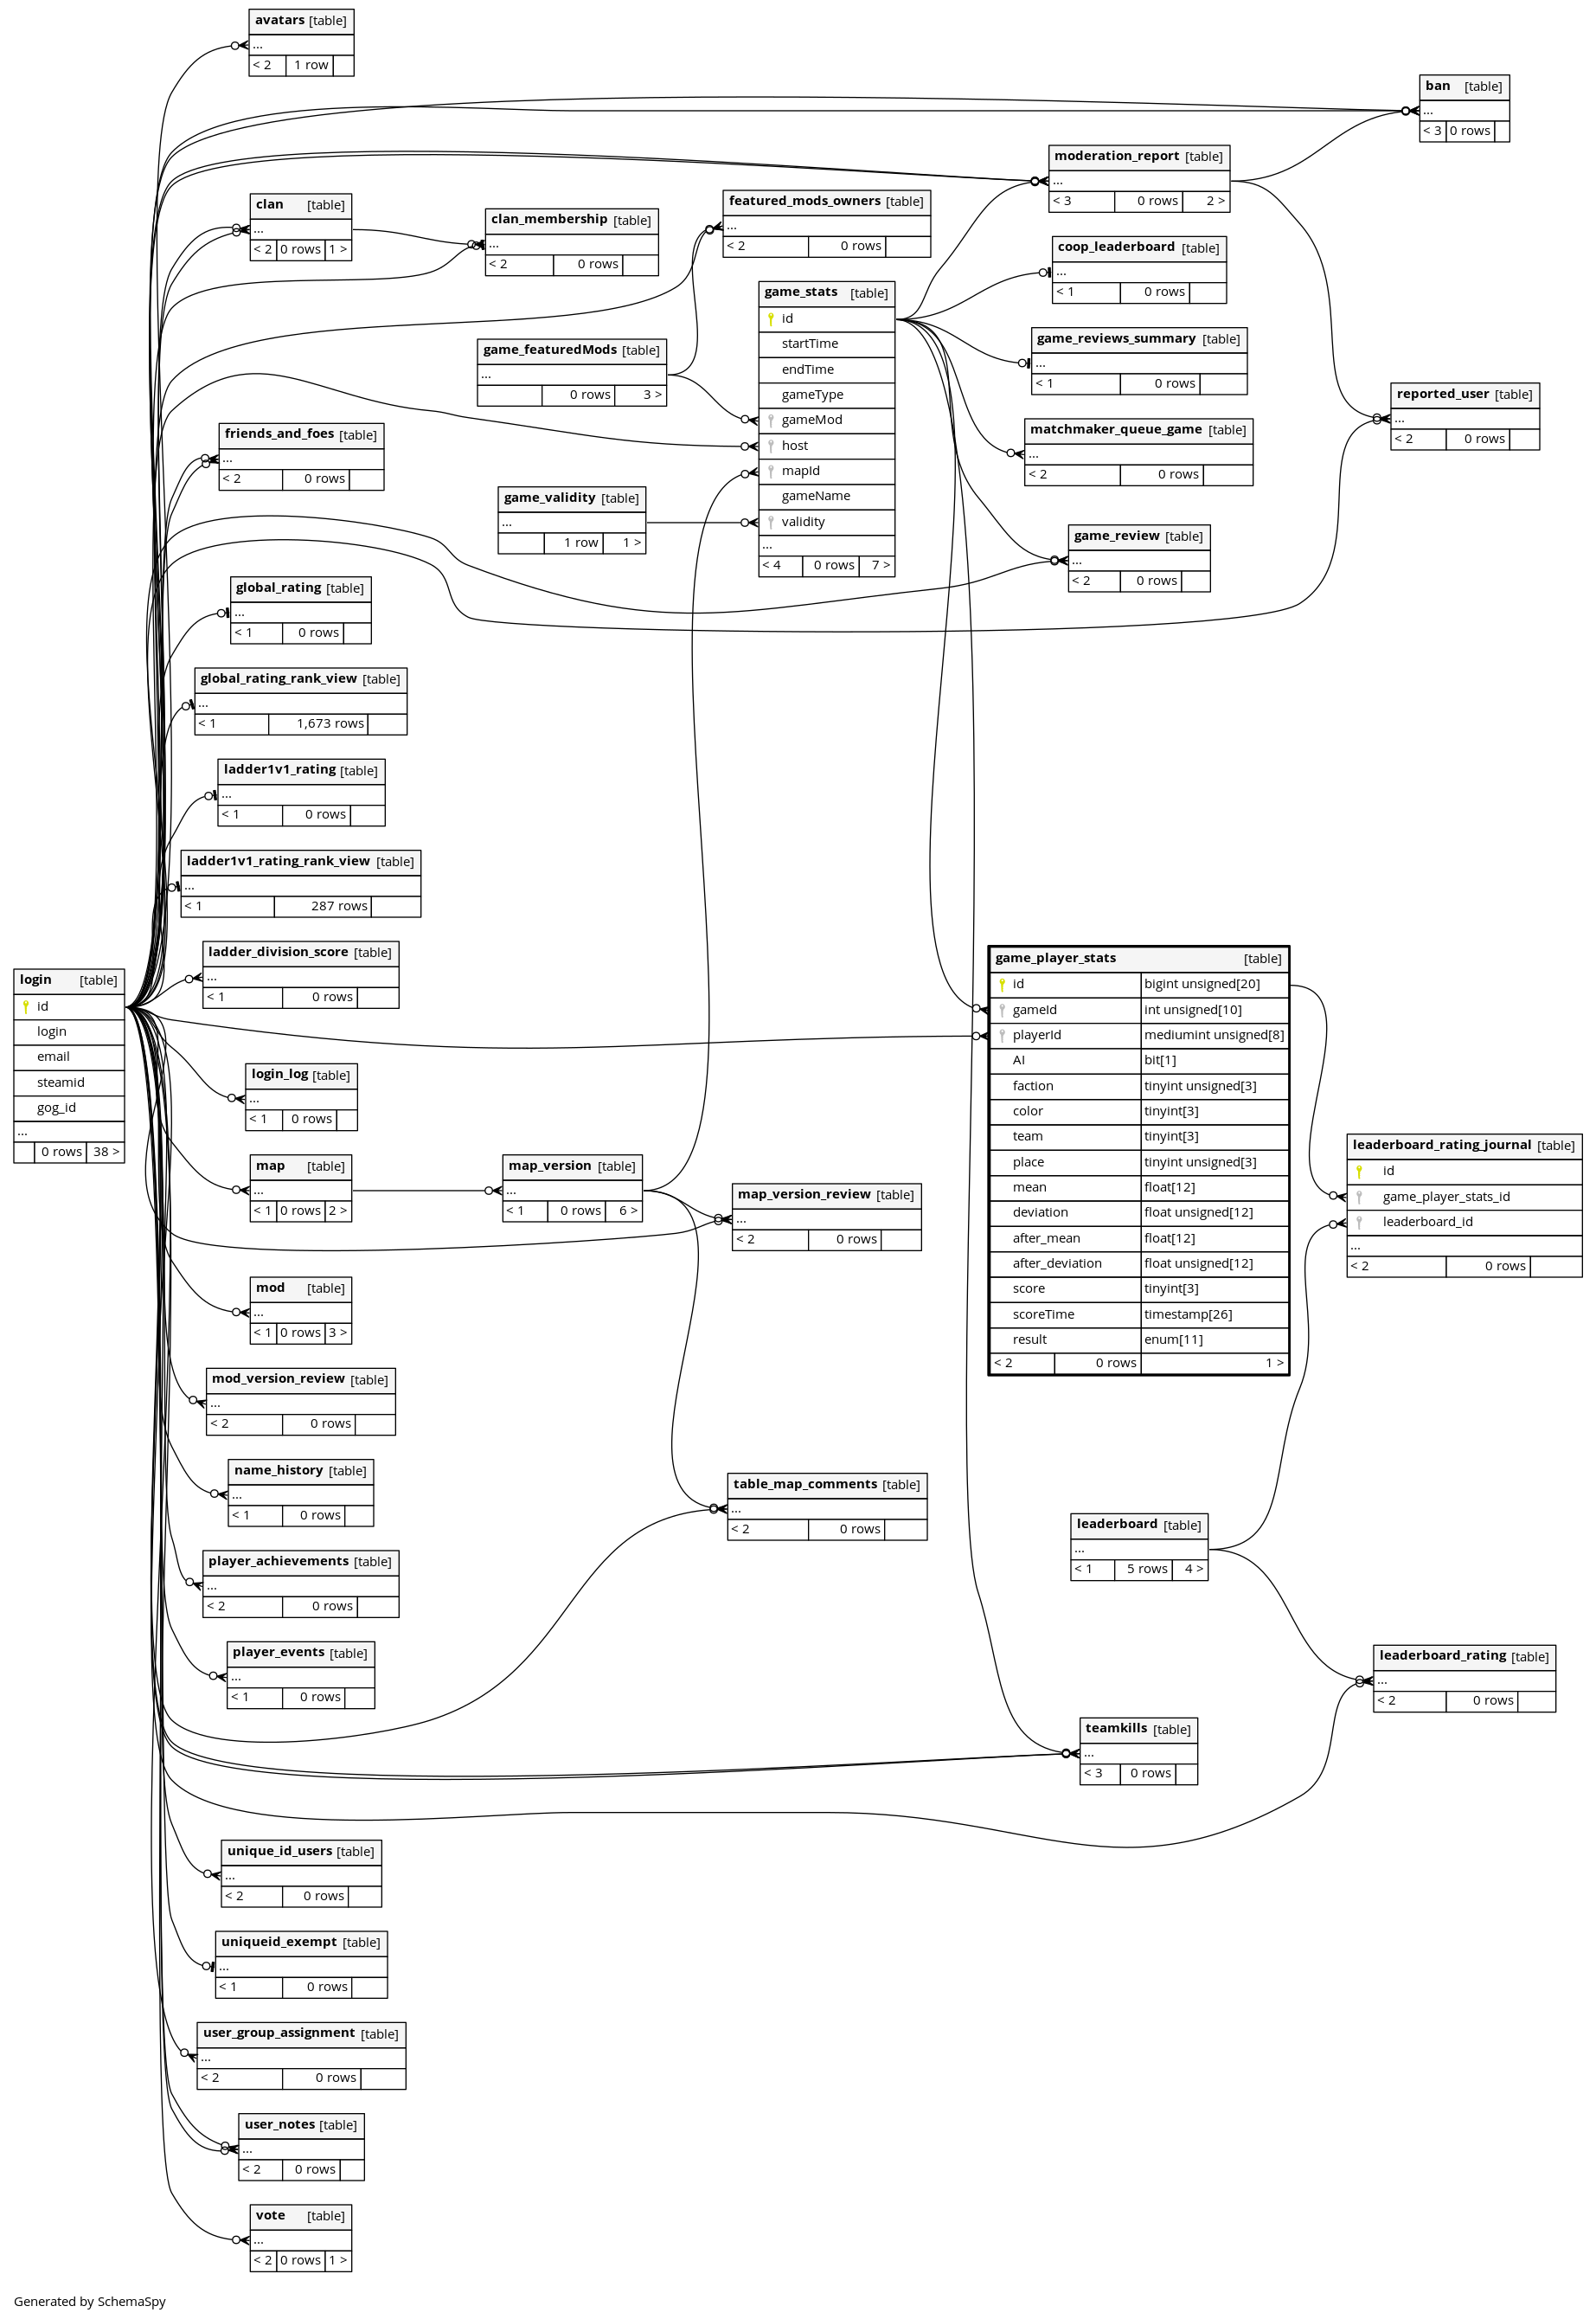 avatars [table]
...
< 2 1 row
ban [table]
...
< 3 0 rows
moderation_report [table]
...
< 3 0 rows 2 >
clan [table]
...
< 2 0 rows 1 >
clan_membership [table]
...
< 2 0 rows
featured_mods_owners [table]
...
< 2 0 rows
coop_leaderboard [table]
...
< 1 0 rows
game_stats [table]
id
startTime
endTime
gameType
gameMod
host
mapId
gameName
validity
...
< 4 0 rows 7 >
game_featuredMods [table]
...
0 rows 3 >
game_reviews_summary [table]
...
< 1 0 rows
reported_user [table]
...
< 2 0 rows
matchmaker_queue_game [table]
...
< 2 0 rows
friends_and_foes [table]
...
< 2 0 rows
game_validity [table]
...
1 row 1 >
game_review [table]
...
< 2 0 rows
global_rating [table]
...
< 1 0 rows
global_rating_rank_view [table]
...
< 1 1,673 rows
ladder1v1_rating [table]
...
< 1 0 rows
ladder1v1_rating_rank_view [table]
...
< 1 287 rows
ladder_division_score [table]
...
< 1 0 rows
login [table]
id
login
email
steamid
gog_id
...
0 rows 38 >
game_player_stats [table]
id bigint unsigned[20]
gameId int unsigned[10]
playerId mediumint unsigned[8]
AI bit[1]
faction tinyint unsigned[3]
color tinyint[3]
team tinyint[3]
place tinyint unsigned[3]
mean float[12]
deviation float unsigned[12]
after_mean float[12]
after_deviation float unsigned[12]
score tinyint[3]
scoreTime timestamp[26]
result enum[11]
< 2 0 rows 1 >
login_log [table]
...
< 1 0 rows
leaderboard_rating_journal [table]
id
game_player_stats_id
leaderboard_id
...
< 2 0 rows
map [table]
...
< 1 0 rows 2 >
map_version [table]
...
< 1 0 rows 6 >
map_version_review [table]
...
< 2 0 rows
mod [table]
...
< 1 0 rows 3 >
mod_version_review [table]
...
< 2 0 rows
name_history [table]
...
< 1 0 rows
table_map_comments [table]
...
< 2 0 rows
leaderboard [table]
...
< 1 5 rows 4 >
player_achievements [table]
...
< 2 0 rows
player_events [table]
...
< 1 0 rows
leaderboard_rating [table]
...
< 2 0 rows
teamkills [table]
...
< 3 0 rows
unique_id_users [table]
...
< 2 0 rows
uniqueid_exempt [table]
...
< 1 0 rows
user_group_assignment [table]
...
< 2 0 rows
user_notes [table]
...
< 2 0 rows
vote [table]
...
< 2 0 rows 1 >
Generated by SchemaSpy